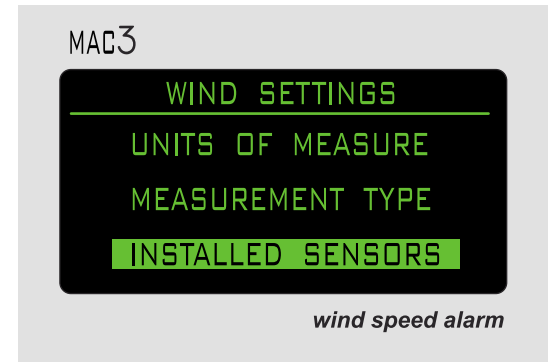 MAC3
WIND SETTINGS
UNITS OF MEASURE
MEASUREMENT TYPE
INSTALLED SENSORS
wind speed alarm